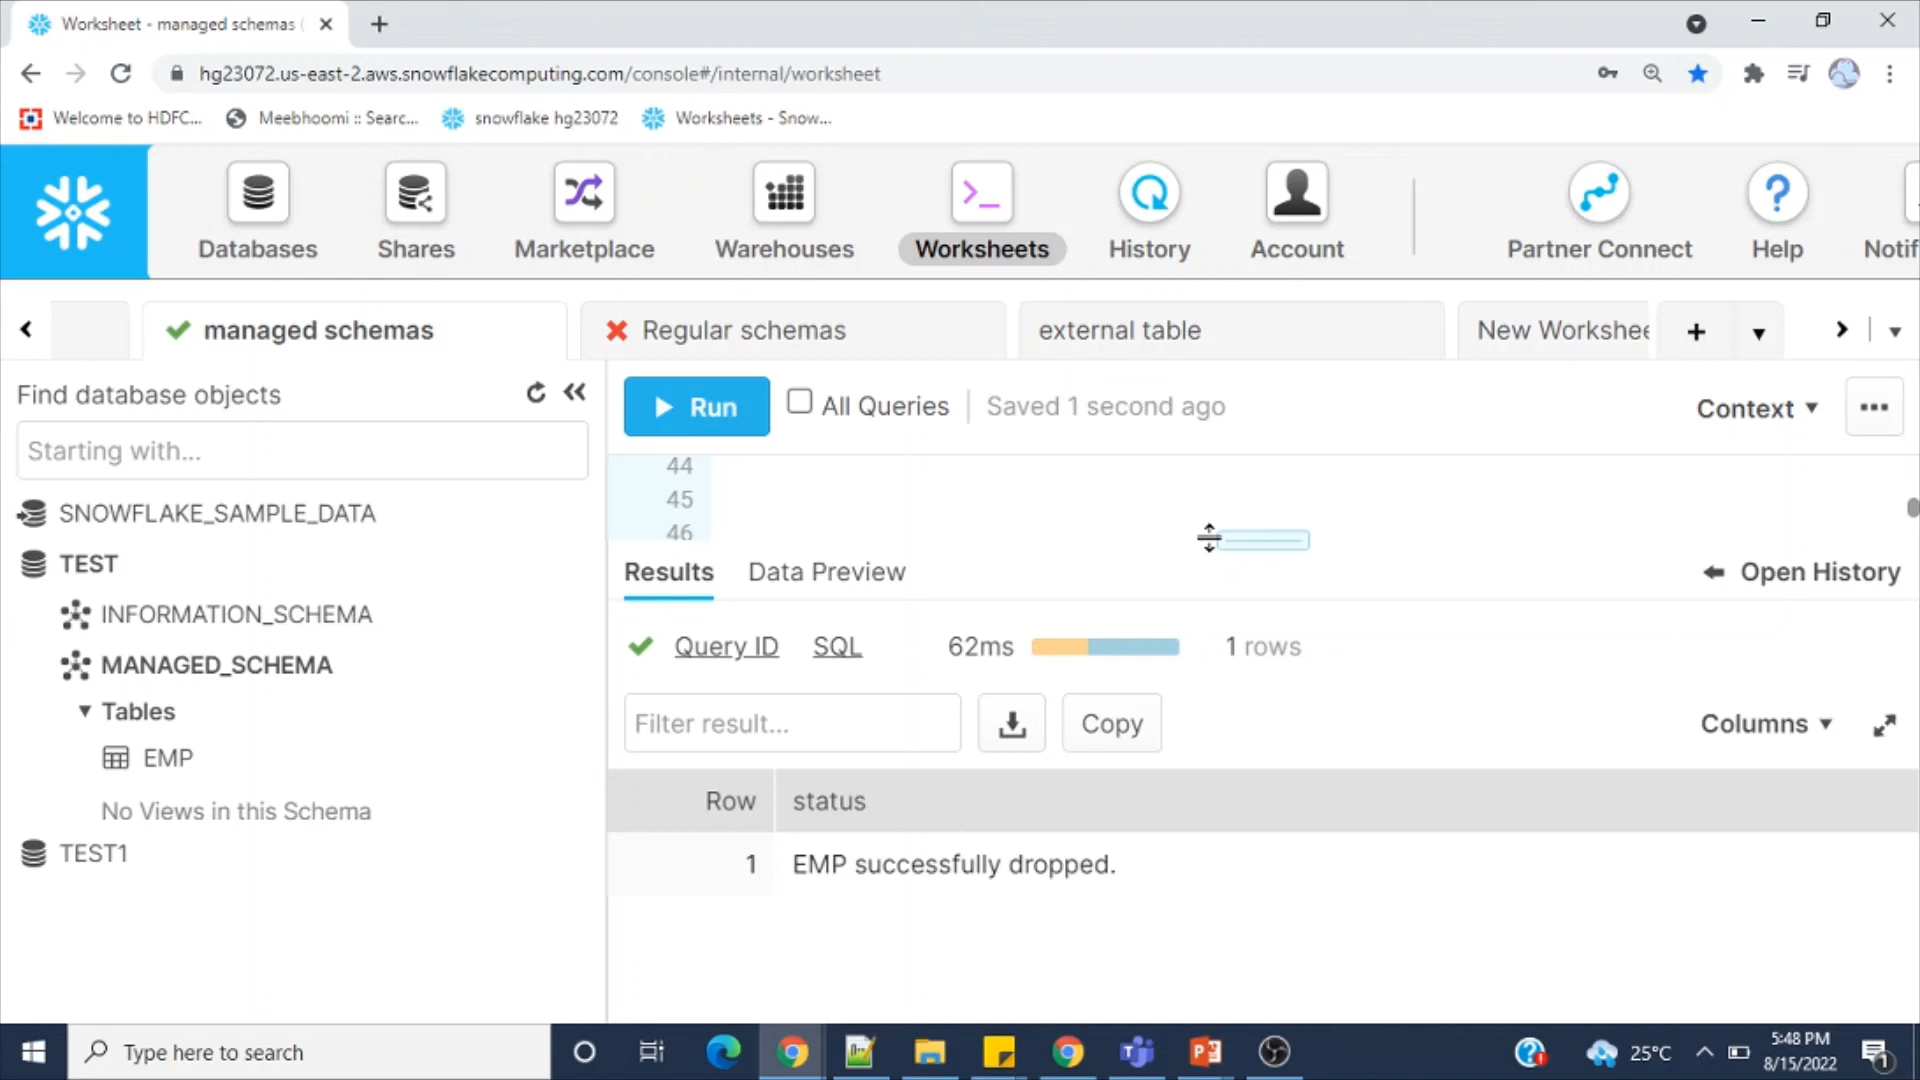 Worksheet - managed schemas (
hg23072.us-east-2.aws.snowflakecomputing.com/console#/internal/worksheet
Welcome to HDFC... Meebhoomi :: Searc... snowflake hg23072 Worksheets - Snow...
Databases Shares Marketplace Warehouses Worksheets History Account Partner Connect Help Notif
managed schemas Regular schemas external table New Workshee
Find database objects
Run All Queries Saved 1 second ago Context
Starting with...
44
45
46
SNOWFLAKE_SAMPLE_DATA
TEST
INFORMATION_SCHEMA
MANAGED_SCHEMA
Tables
EMP
No Views in this Schema
TEST1
Results Data Preview Open History
Query ID SQL 62ms 1 rows
Filter result... Copy Columns
Row status
1 EMP successfully dropped.
Type here to search
25°C
5:48 PM
8/15/2022
1